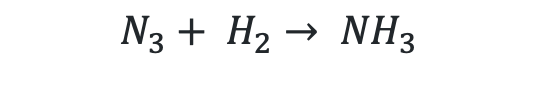 N₃ + H₂ → NH₃